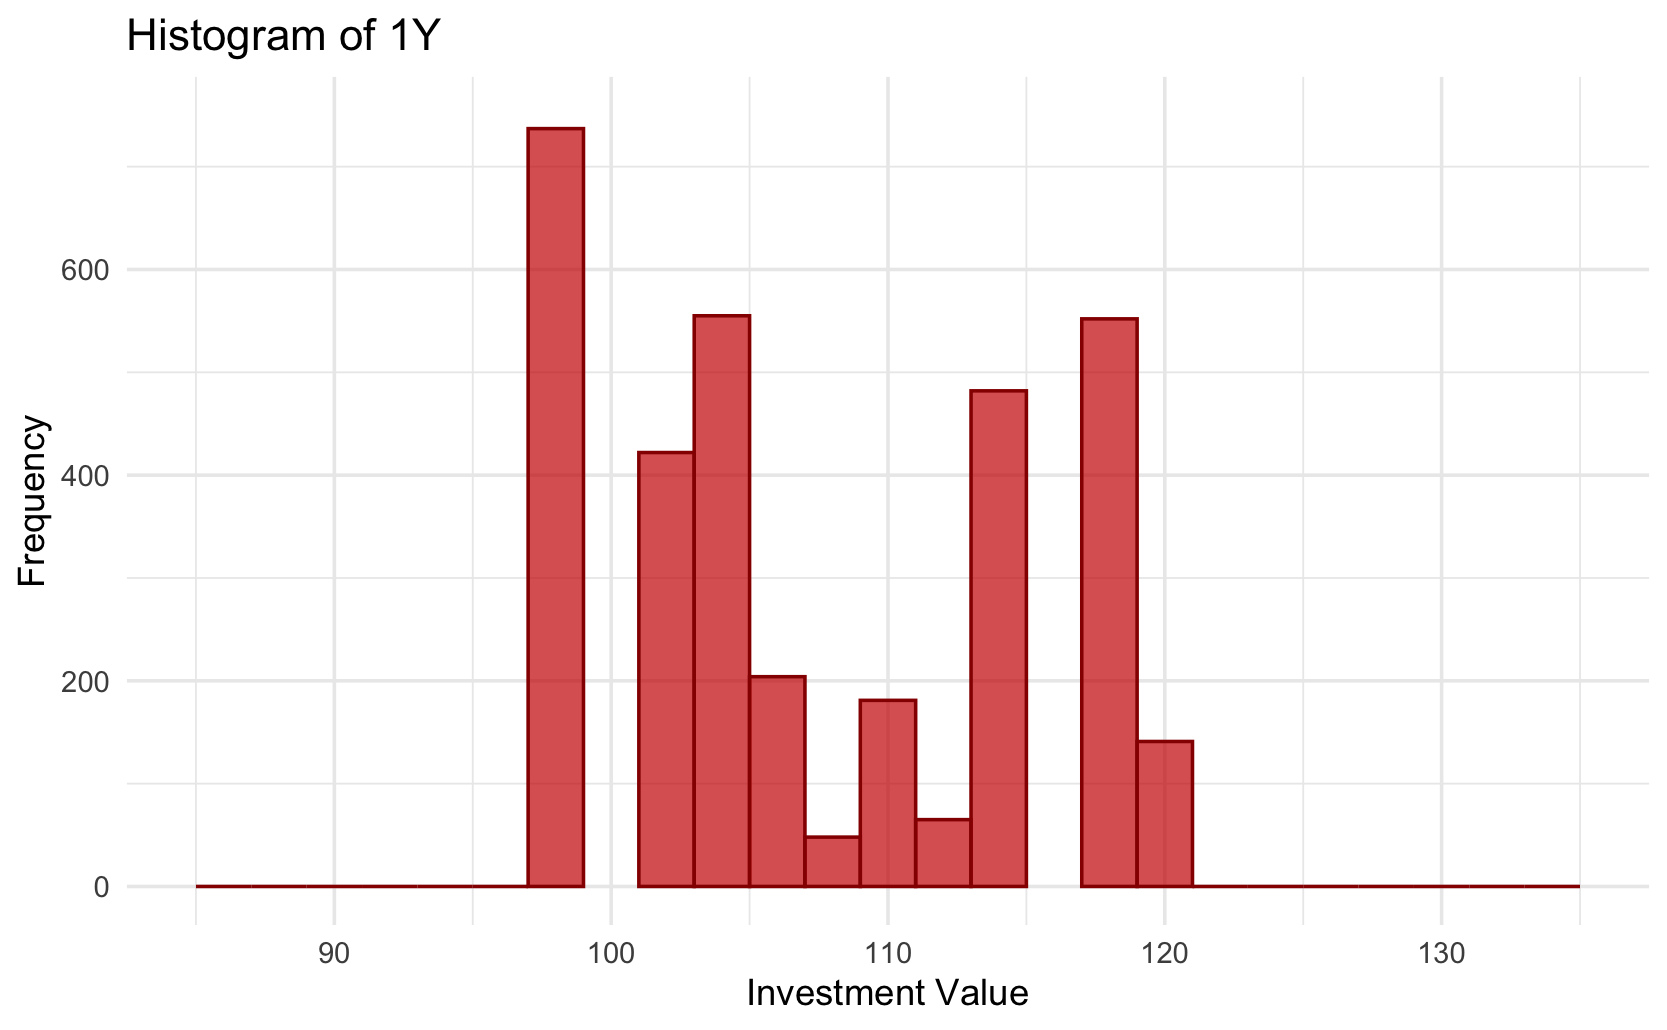 Histogram of 1Y
Frequency
600
400
200
0
90 100 110 120 130
Investment Value